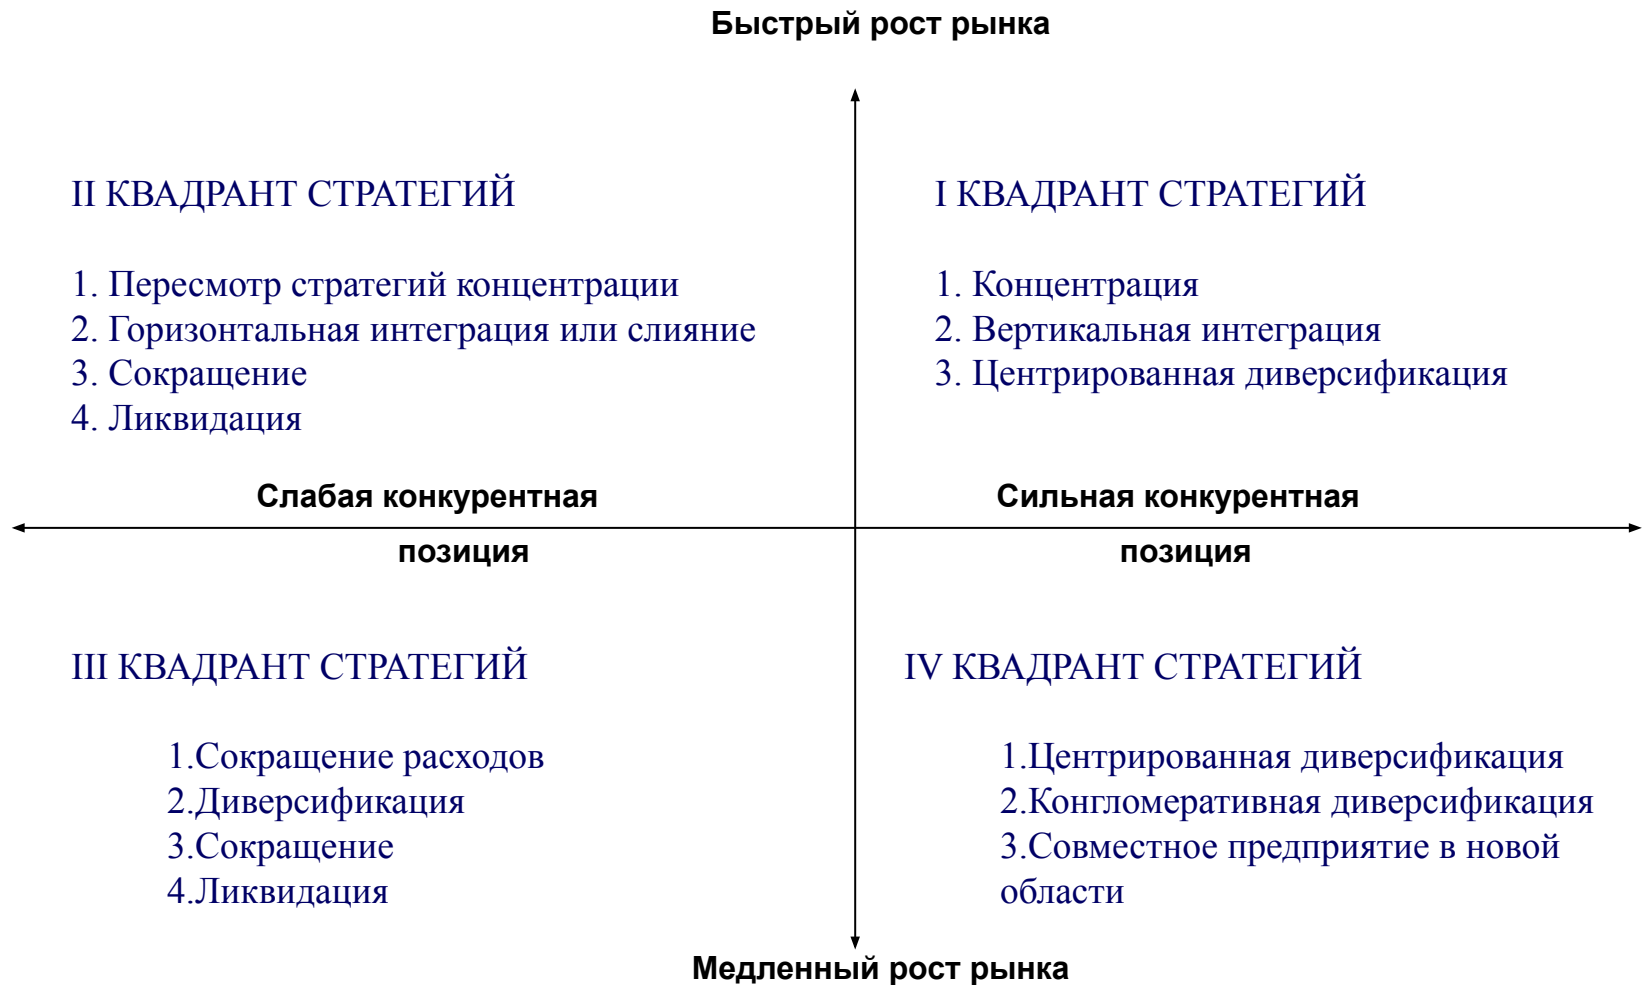 Быстрый рост рынка
II КВАДРАНТ СТРАТЕГИЙ
1. Пересмотр стратегий концентрации
2. Горизонтальная интеграция или слияние
3. Сокращение
4. Ликвидация
I КВАДРАНТ СТРАТЕГИЙ
1. Концентрация
2. Вертикальная интеграция
3. Центрированная диверсификация
Слабая конкурентная
позиция
Сильная конкурентная
позиция
III КВАДРАНТ СТРАТЕГИЙ
1.Сокращение расходов
2.Диверсификация
3.Сокращение
4.Ликвидация
IV КВАДРАНТ СТРАТЕГИЙ
1.Центрированная диверсификация
2.Конгломеративная диверсификация
3.Совместное предприятие в новой
области
Медленный рост рынка